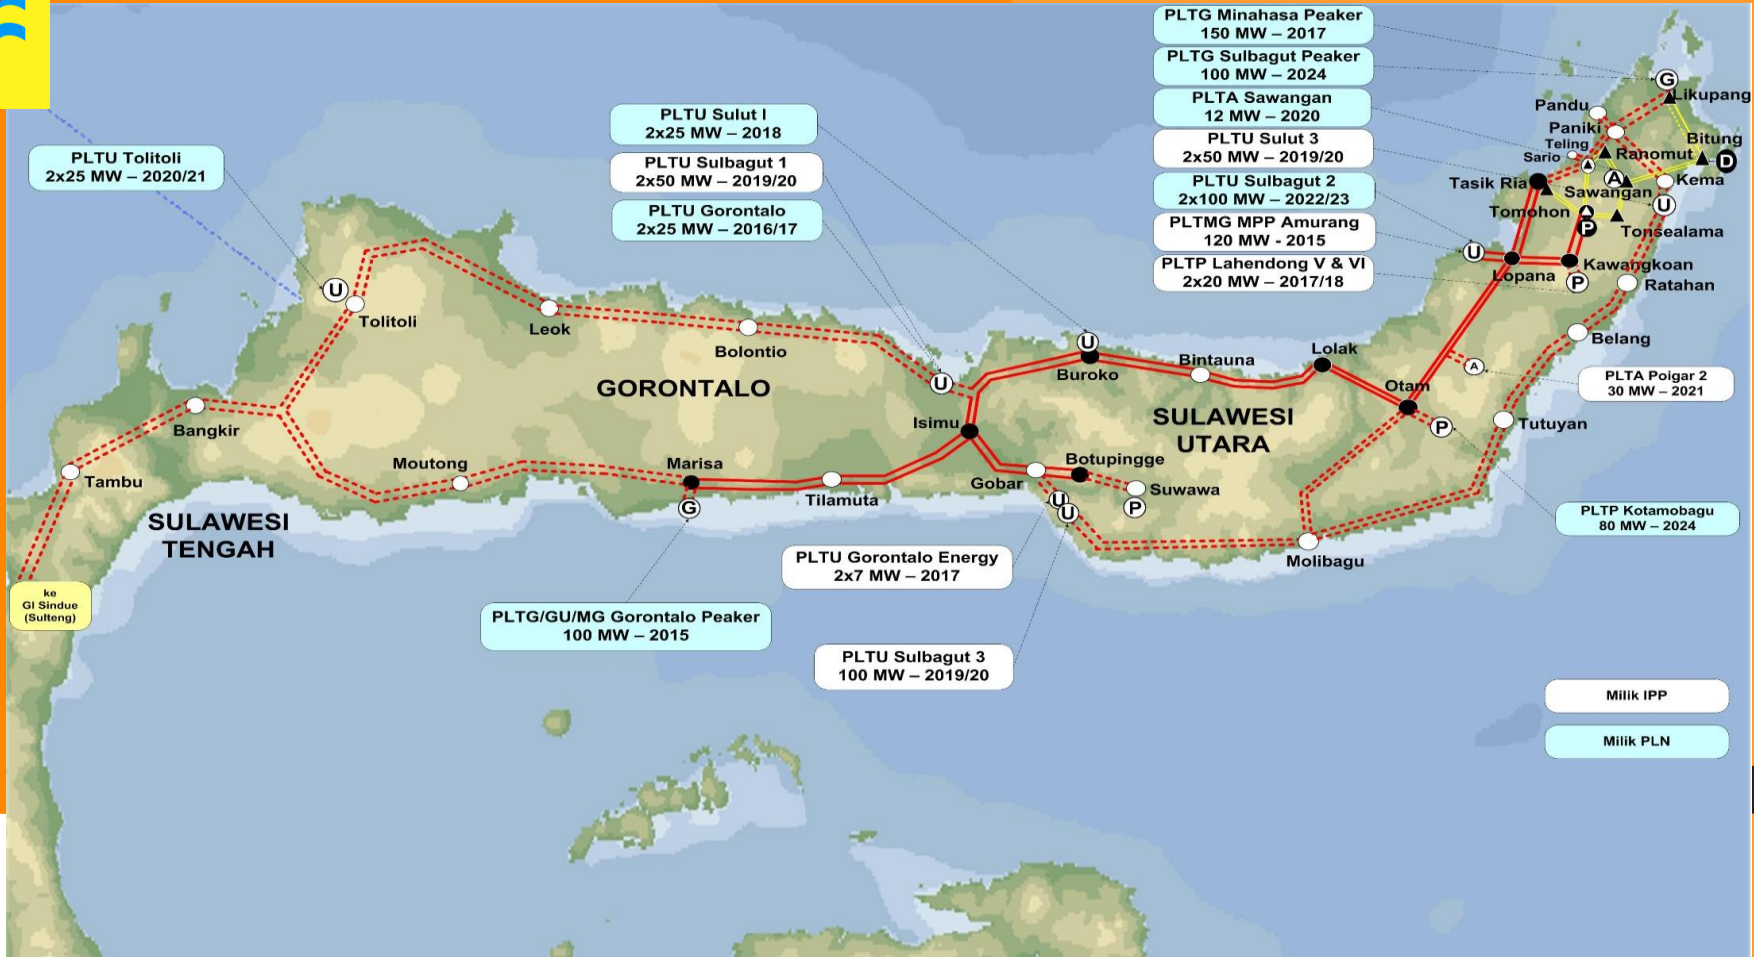 PLTG Minahasa Peaker
150 MW – 2017
PLTG Sulbagut Peaker
100 MW – 2024
PLTA Sawangan
12 MW – 2020
PLTU Sulut 3
2x50 MW – 2019/20
PLTU Sulbagut 2
2x100 MW – 2022/23
PLTMG MPP Amurang
120 MW - 2015
PLTP Lahendong V & VI
2x20 MW – 2017/18
PLTU Sulut I
2x25 MW – 2018
PLTU Sulbagut 1
2x50 MW – 2019/20
PLTU Gorontalo
2x25 MW – 2016/17
PLTU Tolitoli
2x25 MW – 2020/21
G
Likupang
Pandu
Paniki
Bitung
Teling
Sario
Ranomut
D
Tasik Ria
A
Sawangan
Kema
Tomohon
U
P
Tonsealama
U
Lopana
Kawangkoan
P
Ratahan
U
Tolitoli
Leok
Bolontio
U
Buroko
Bintauna
Lolak
Belang
A
PLTA Poigar 2
30 MW – 2021
U
GORONTALO
Otam
SULAWESI
UTARA
Bangkir
Isimu
P
Tutuyan
Tambu
Moutong
Marisa
Tilamuta
Gobar
Botupingge
Suwawa
G
U
U
P
SULAWESI
TENGAH
PLTP Kotamobagu
80 MW – 2024
Molibagu
PLTU Gorontalo Energy
2x7 MW – 2017
ke
GI Sindue
(Sulteng)
PLTG/GU/MG Gorontalo Peaker
100 MW – 2015
PLTU Sulbagut 3
100 MW – 2019/20
Milik IPP
Milik PLN